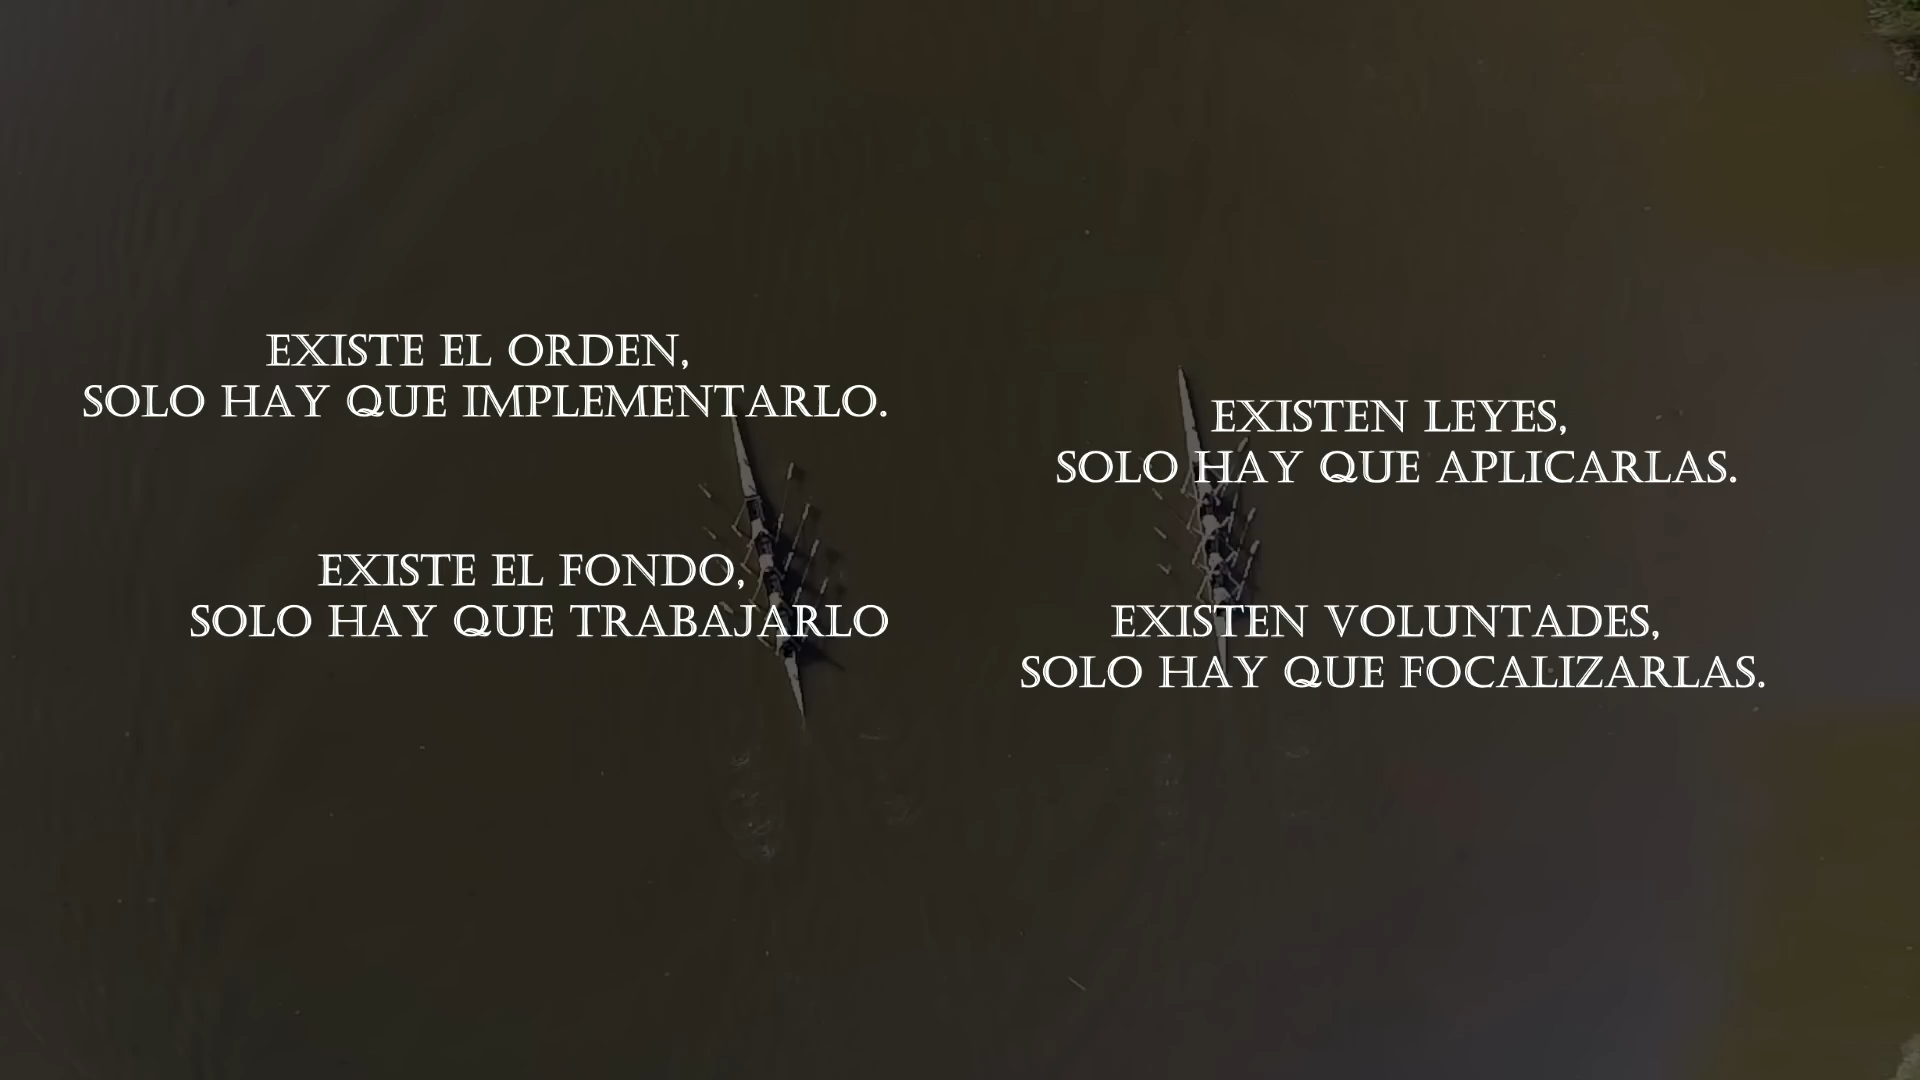 EXISTE EL ORDEN,
SOLO HAY QUE IMPLEMENTARLO.
EXISTE EL FONDO,
SOLO HAY QUE TRABAJARLO
EXISTEN LEYES,
SOLO HAY QUE APLICARLAS.
EXISTEN VOLUNTADES,
SOLO HAY QUE FOCALIZARLAS.